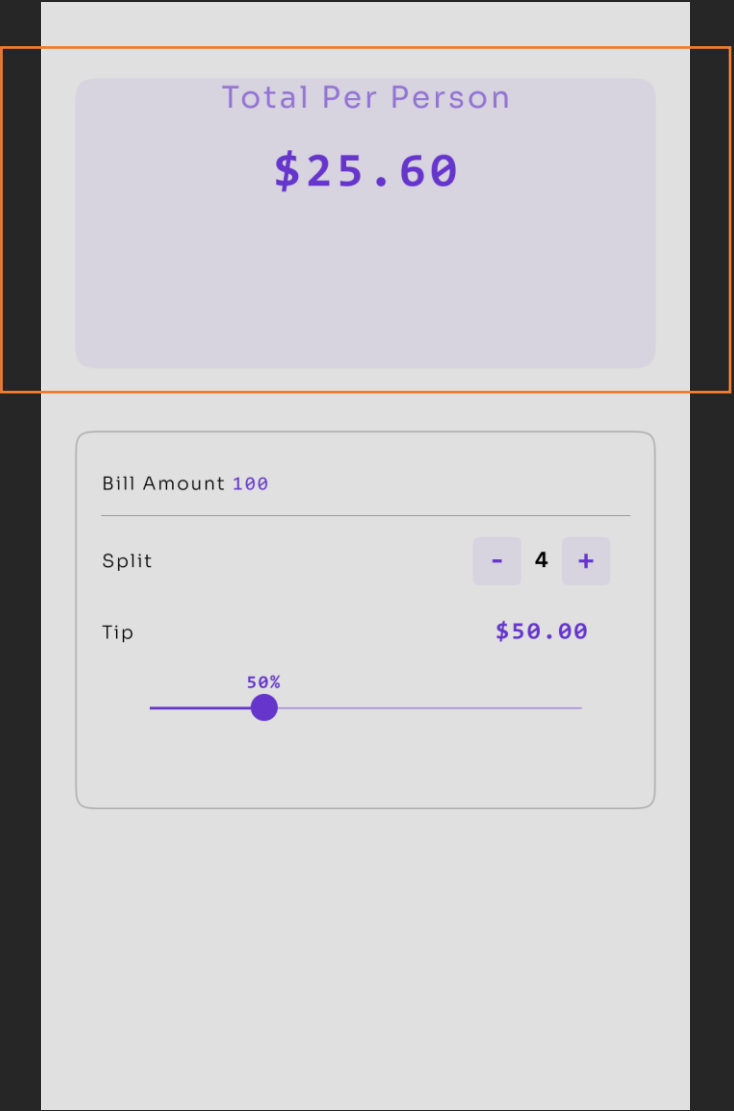 Total Per Person
$25.60
Bill Amount 100
Split - 4 +
Tip $50.00
50%